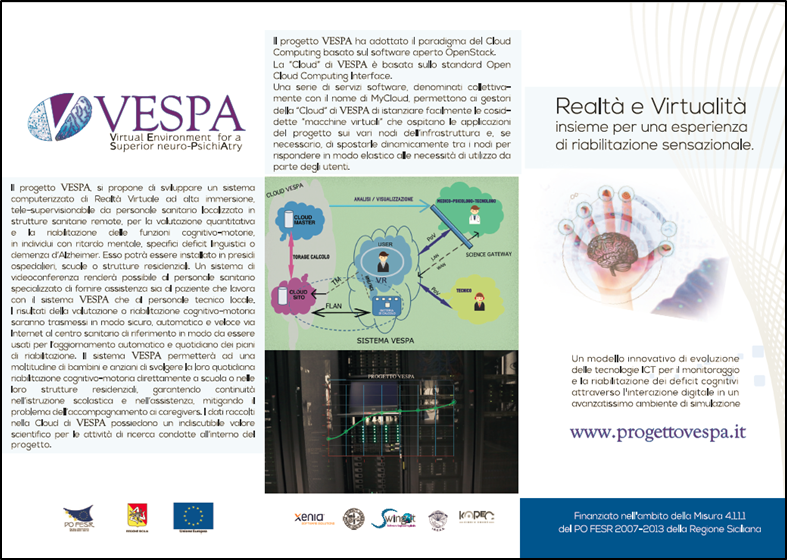 VESPA
Virtual Environment for a
Superior neuro-PsichiAtry
Il progetto VESPA, si propone di sviluppare un sistema
computerizzato di Realtà Virtuale ad alta immersione,
tele-supervisionabile da personale sanitario localizzato in
strutture sanitarie remote, per la valutazione quantitativa
e la riabilitazione delle funzioni cognitivo-motorie,
in individui con ritardo mentale, specifici deficit linguistici o
demenza d'Alzheimer. Esso potrà essere installato in presidi
ospedalieri, scuole o strutture residenziali. Un sistema di
videoconferenza renderà possibile al personale sanitario
specializzato di fornire assistenza sia al paziente che lavora
con il sistema VESPA che al personale tecnico locale.
I risultati della valutazione o riabilitazione cognitivo-motoria
saranno trasmessi in modo sicuro, automatico e veloce via
Internet al centro sanitario di riferimento in modo da essere
usati per l'aggiornamento automatico e quotidiano dei piani
di riabilitazione. Il sistema VESPA permetterà ad una
moltitudine di bambini e anziani di svolgere la loro quotidiana
riabilitazione cognitivo-motoria direttamente a scuola o nelle
loro strutture residenziali, garantendo continuità
nell'istruzione scolastica e nell'assistenza, mitigando il
problema dell'accompagnamento ai caregivers. I dati raccolti
nella Cloud di VESPA possiedono un indiscutibile valore
scientifico per le attività di ricerca condotte all'interno del
progetto.
PO FESR
Unione Europea
Il progetto VESPA ha adottato il paradigma del Cloud
Computing basato sul software aperto OpenStack.
La "Cloud" di VESPA è basata sullo standard Open
Cloud Computing Interface.
Una serie di servizi software, denominati collettiva-
mente con il nome di MyCloud, permettono ai gestori
della "Cloud" di VESPA di istanziare facilmente le cosid-
dette "macchine virtuali" che ospitano le applicazioni
del progetto sui vari nodi dell'infrastruttura e, se
necessario, di spostarle dinamicamente tra i nodi per
rispondere in modo elastico alle necessità di utilizzo da
parte degli utenti.
CLOUD VESPA
CLOUD
MASTER
ANALISI / VISUALIZZAZIONE
MEDICO-PSICOLOGO-TECNOLOGO
SCIENCE GATEWAY
TORAGE CALCOLO
USER
VR
PoV
LAN
WAN
CLOUD
SITO
TM
FLAN
PoV
TECNICO
SISTEMA VESPA
PROGETTO VESPA
xenia
Swinget
KOREC
Realtà e Virtualità
insieme per una esperienza
di riabilitazione sensazionale.
Un modello innovativo di evoluzione
delle tecnologie ICT per il monitoraggio
e la riabilitazione dei deficit cognitivi
attraverso l'interazione digitale in un
avanzatissimo ambiente di simulazione
www.progettovespa.it
Finanziato nell'ambito della Misura 4.1.1.1
del PO FESR 2007-2013 della Regione Siciliana